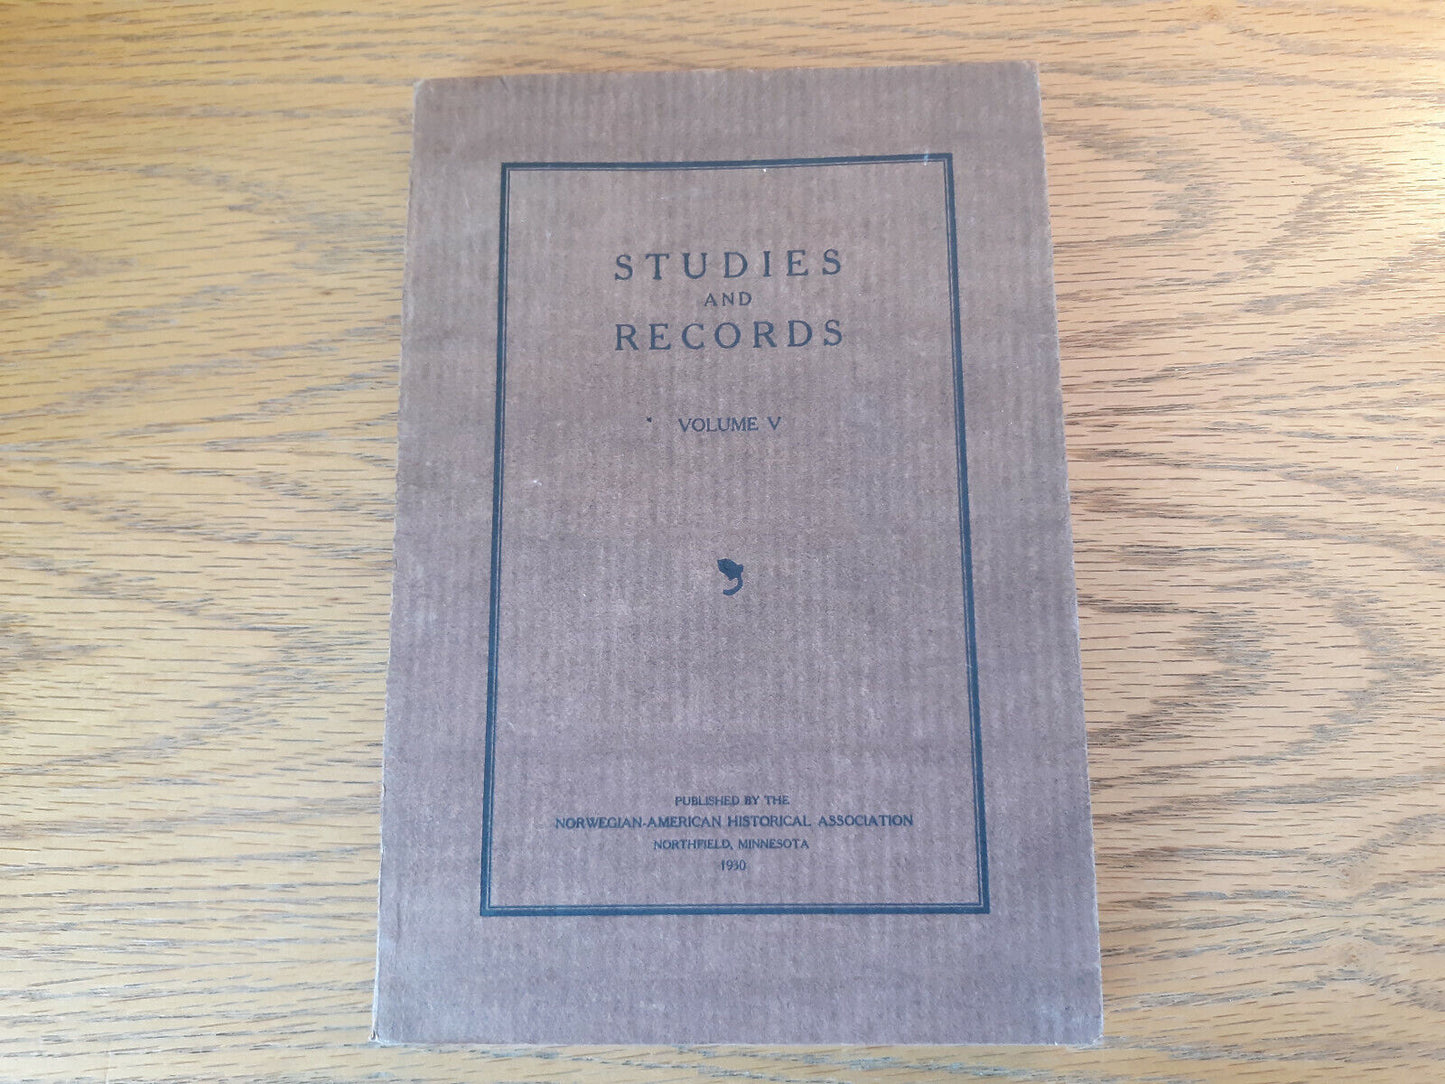 STUDIES
AND
RECORDS
VOLUME V
PUBLISHED BY THE
NORWEGIAN-AMERICAN HISTORICAL ASSOCIATION
NORTHFIELD, MINNESOTA
1930